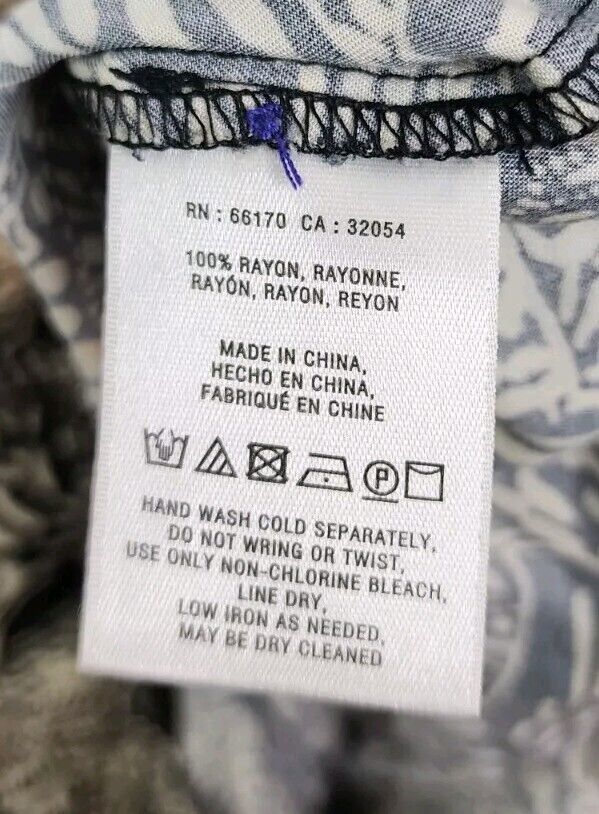 RN : 66170 CA : 32054
100% RAYON, RAYONNE,
RAYÓN, RAYON, REYON
MADE IN CHINA,
HECHO EN CHINA,
FABRIQUÉ EN CHINE
P
HAND WASH COLD SEPARATELY,
DO NOT WRING OR TWIST,
USE ONLY NON-CHLORINE BLEACH,
LINE DRY,
LOW IRON AS NEEDED,
MAY BE DRY CLEANED